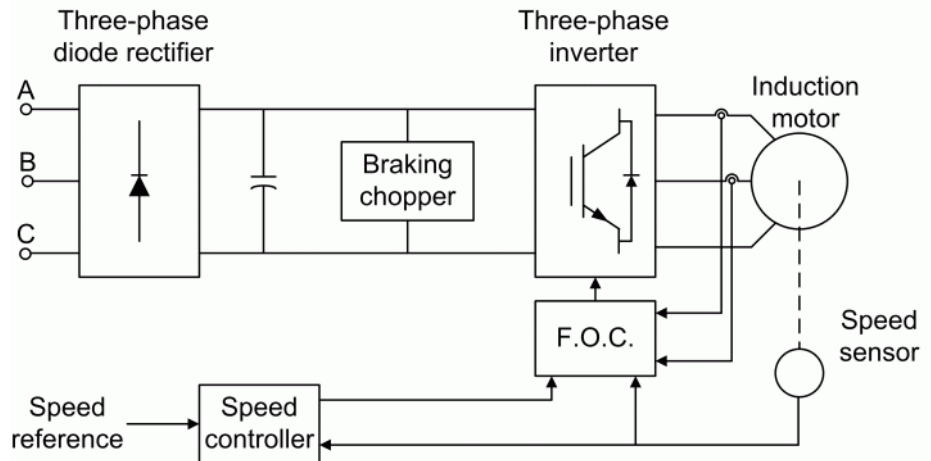 Three-phase
diode rectifier
Three-phase
inverter
A
B
C
Braking
chopper
Induction
motor
F.O.C.
Speed
sensor
Speed
reference
Speed
controller